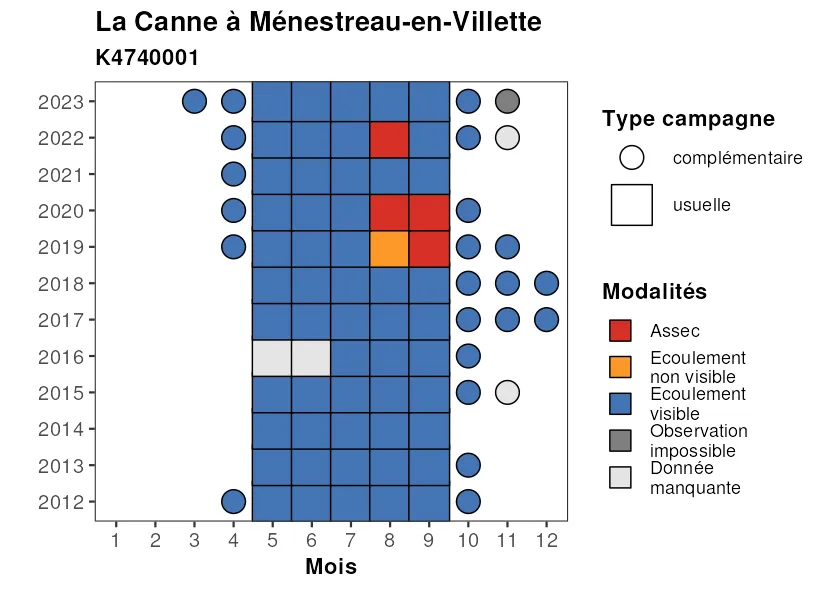 La Canne à Ménestreau-en-Villette
K4740001
2023
2022
2021
2020
2019
2018
2017
2016
2015
2014
2013
2012
1 2 3 4 5 6 7 8 9 10 11 12
Mois
Type campagne
complémentaire
usuelle
Modalités
Assec
Ecoulement
non visible
Ecoulement
visible
Observation
impossible
Donnée
manquante